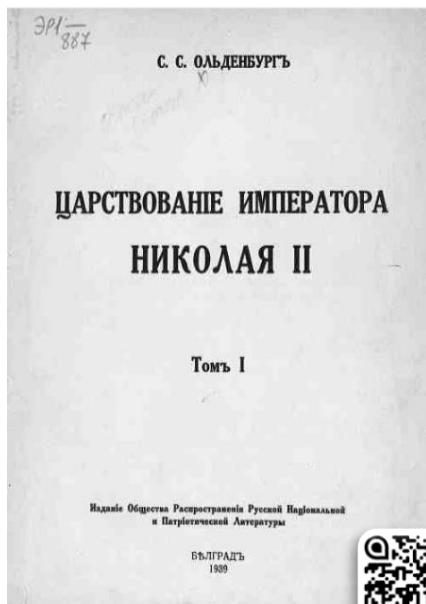 ЭР1—
887
С. С. ОЛЬДЕНБУРГЪ
ЦАРСТВОВАНІЕ ИМПЕРАТОРА
НИКОЛАЯ II
Томъ I
Изданіе Общества Распространенія Русской Національной
и Патріотической Литературы
БѢЛГРАДЪ
1939